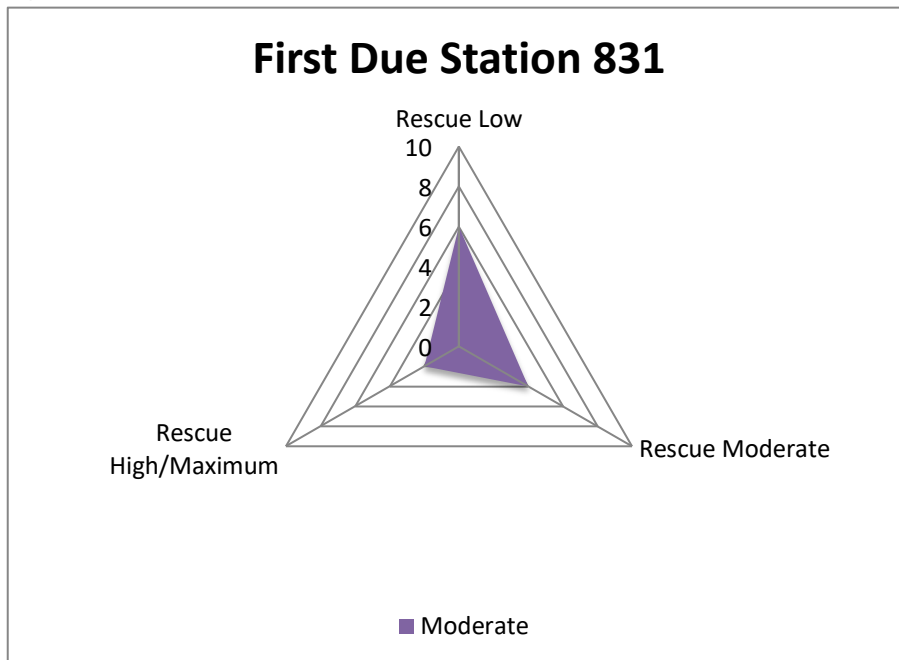 First Due Station 831
Rescue Low
10
8
6
4
2
0
Rescue
High/Maximum
Rescue Moderate
Moderate